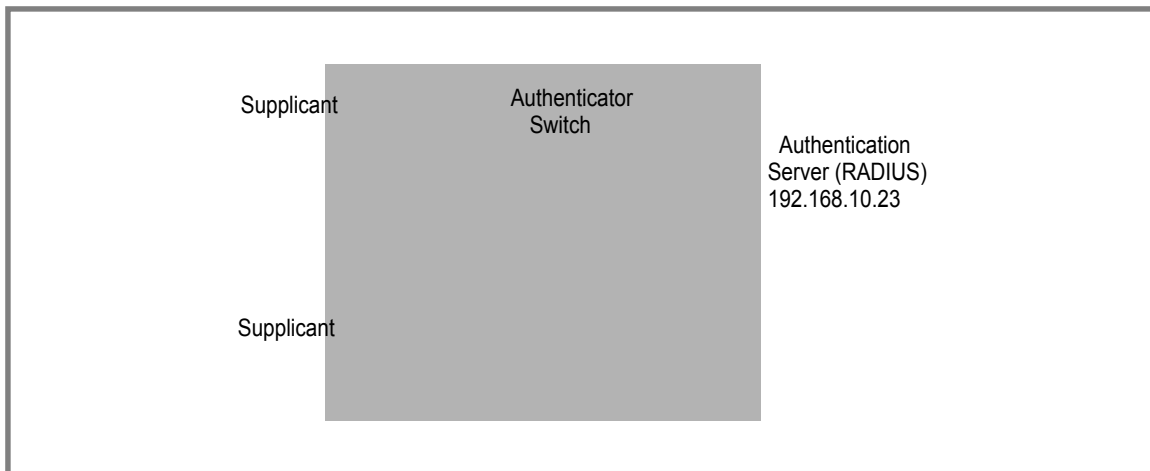 Supplicant
Authenticator
Switch
Authentication
Server (RADIUS)
192.168.10.23
Supplicant